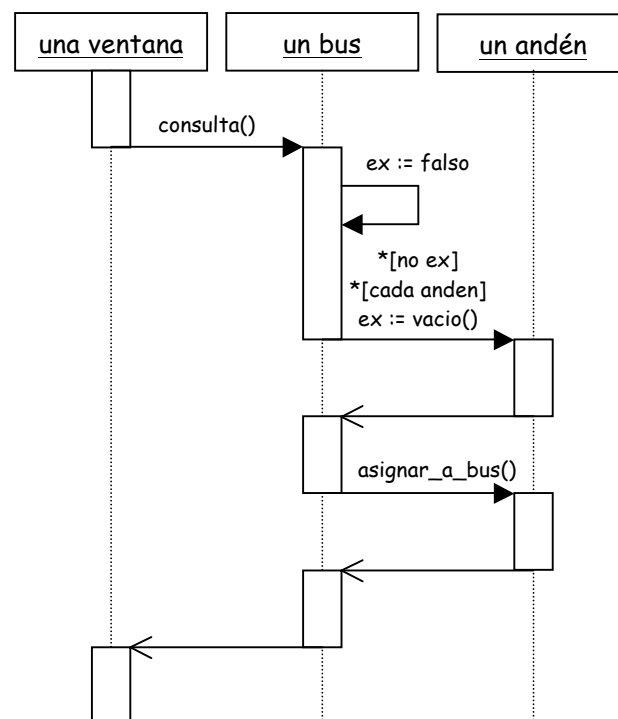 una ventana
un bus
un andén
consulta()
ex := falso
*[no ex]
*[cada anden]
ex := vacio()
asignar_a_bus()